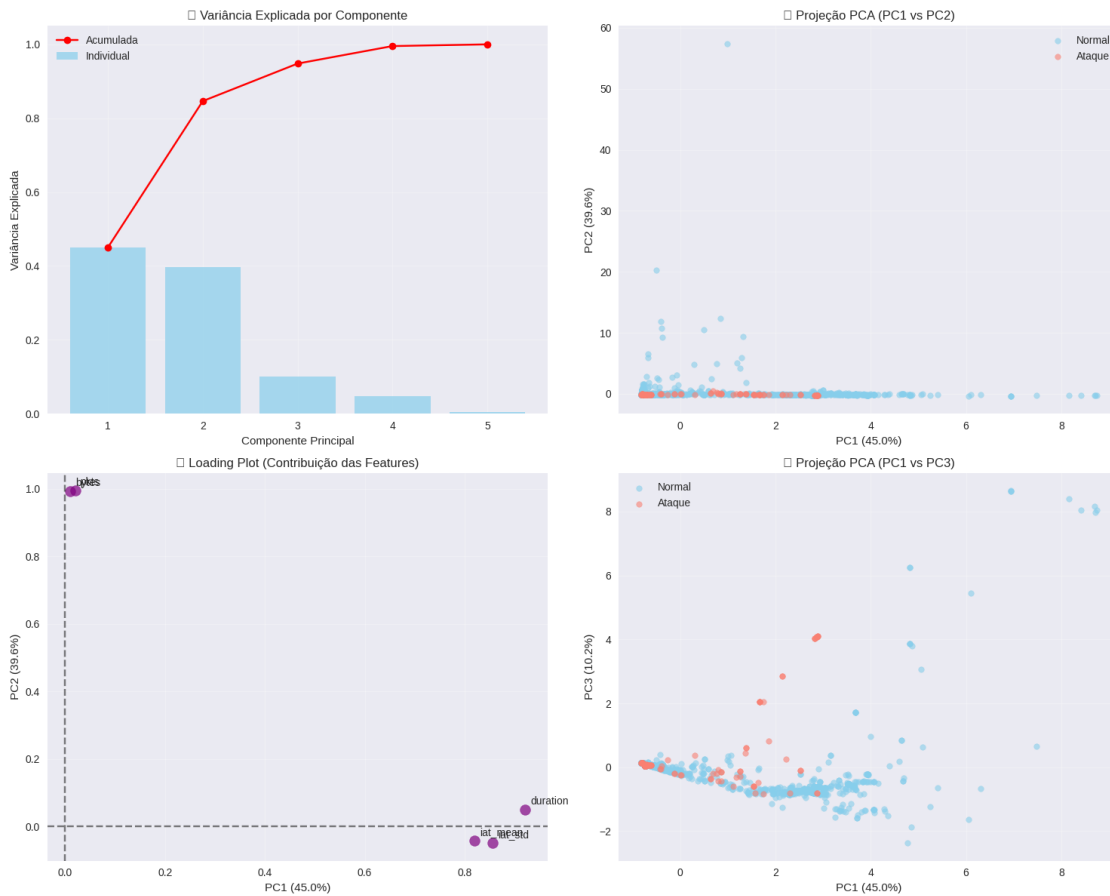 Variância Explicada por Componente
Acumulada
Individual
1.0
0.8
0.6
0.4
0.2
0.0
Variância Explicada
1 2 3 4 5
Componente Principal
Projeção PCA (PC1 vs PC2)
Normal
Ataque
60
50
40
30
20
10
0
PC2 (39.6%)
0 2 4 6 8
PC1 (45.0%)
Loading Plot (Contribuição das Features)
bytes
pkts
1.0
0.8
0.6
0.4
0.2
0.0
PC2 (39.6%)
duration
iat_mean
iat_std
0.0 0.2 0.4 0.6 0.8
PC1 (45.0%)
Projeção PCA (PC1 vs PC3)
Normal
Ataque
8
6
4
2
0
−2
PC3 (10.2%)
0 2 4 6 8
PC1 (45.0%)